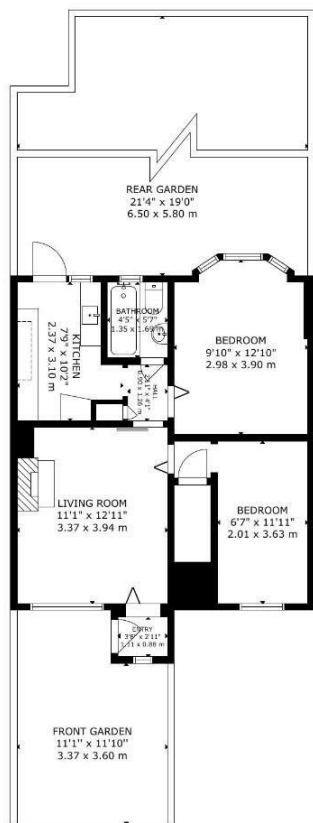 REAR GARDEN
21'4" x 19'0"
6.50 x 5.80 m
BATHROOM
4'5" x 5'7"
1.35 x 1.69 m
KITCHEN
7'9" x 10'2"
2.37 x 3.10 m
BEDROOM
9'10" x 12'10"
2.98 x 3.90 m
HALL
LIVING ROOM
11'1" x 12'11"
3.37 x 3.94 m
BEDROOM
6'7" x 11'11"
2.01 x 3.63 m
ENTRY
3'8" x 2'11"
1.11 x 0.88 m
FRONT GARDEN
11'1" x 11'10"
3.37 x 3.60 m